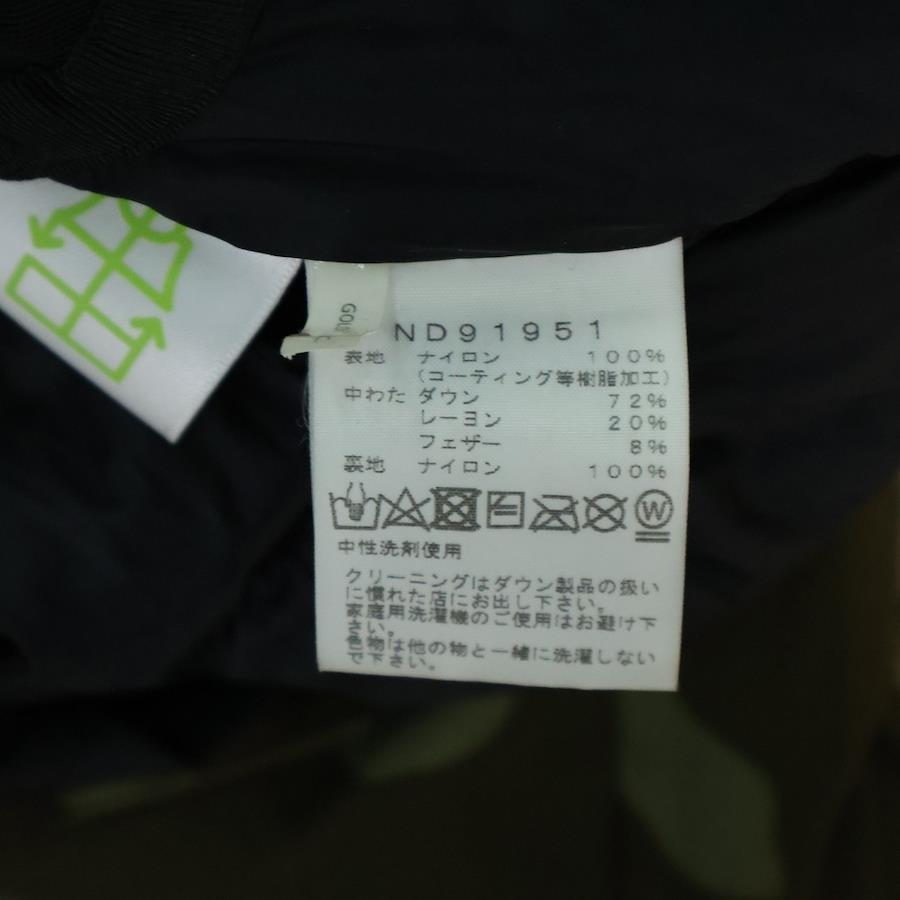 ND91951
表地 ナイロン 100%
(コーティング等樹脂加工)
中わた ダウン 72%
レーヨン 20%
フェザー 8%
裏地 ナイロン 100%
W
中性洗剤使用
クリーニングはダウン製品の扱い
に慣れた店にお出し下さい。
家庭用洗濯機のご使用はお避け下
さい。
色物は他の物と一緒に洗濯しない
で下さい。